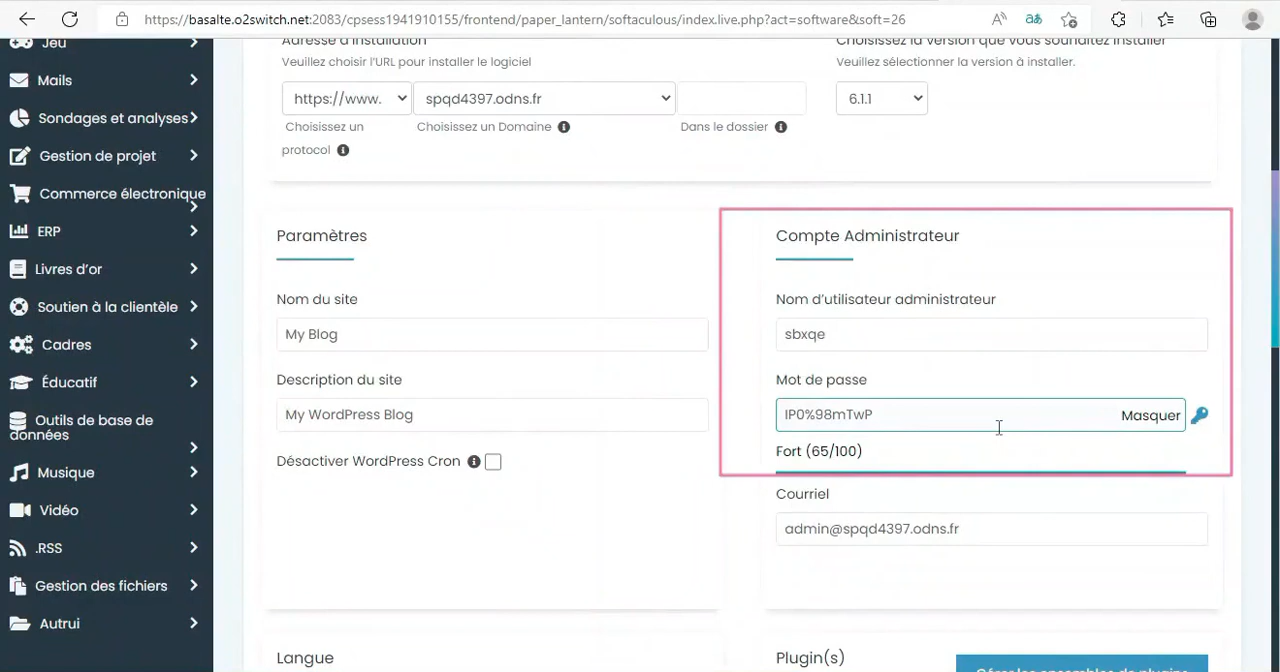 https://basalte.o2switch.net:2083/cpsess1941910155/frontend/paper_lantern/softaculous/index.live.php?act=software&soft=26
Jeu
Mails
Sondages et analyses
Gestion de projet
Commerce électronique
ERP
Livres d'or
Soutien à la clientèle
Cadres
Éducatif
Outils de base de
données
Musique
Vidéo
.RSS
Gestion des fichiers
Autrui
Adresse d'installation
Veuillez choisir l'URL pour installer le logiciel
https://www.
spqd4397.odns.fr
Choisissez un
protocol
Choisissez un Domaine
Dans le dossier
Choisissez la version que vous souhaitez installer
Veuillez sélectionner la version à installer.
6.1.1
Paramètres
Nom du site
My Blog
Description du site
My WordPress Blog
Désactiver WordPress Cron
Compte Administrateur
Nom d'utilisateur administrateur
sbxqe
Mot de passe
IP0%98mTwP
Masquer
Fort (65/100)
Courriel
admin@spqd4397.odns.fr
Langue
Plugin(s)
Gérer les ensembles de plugins